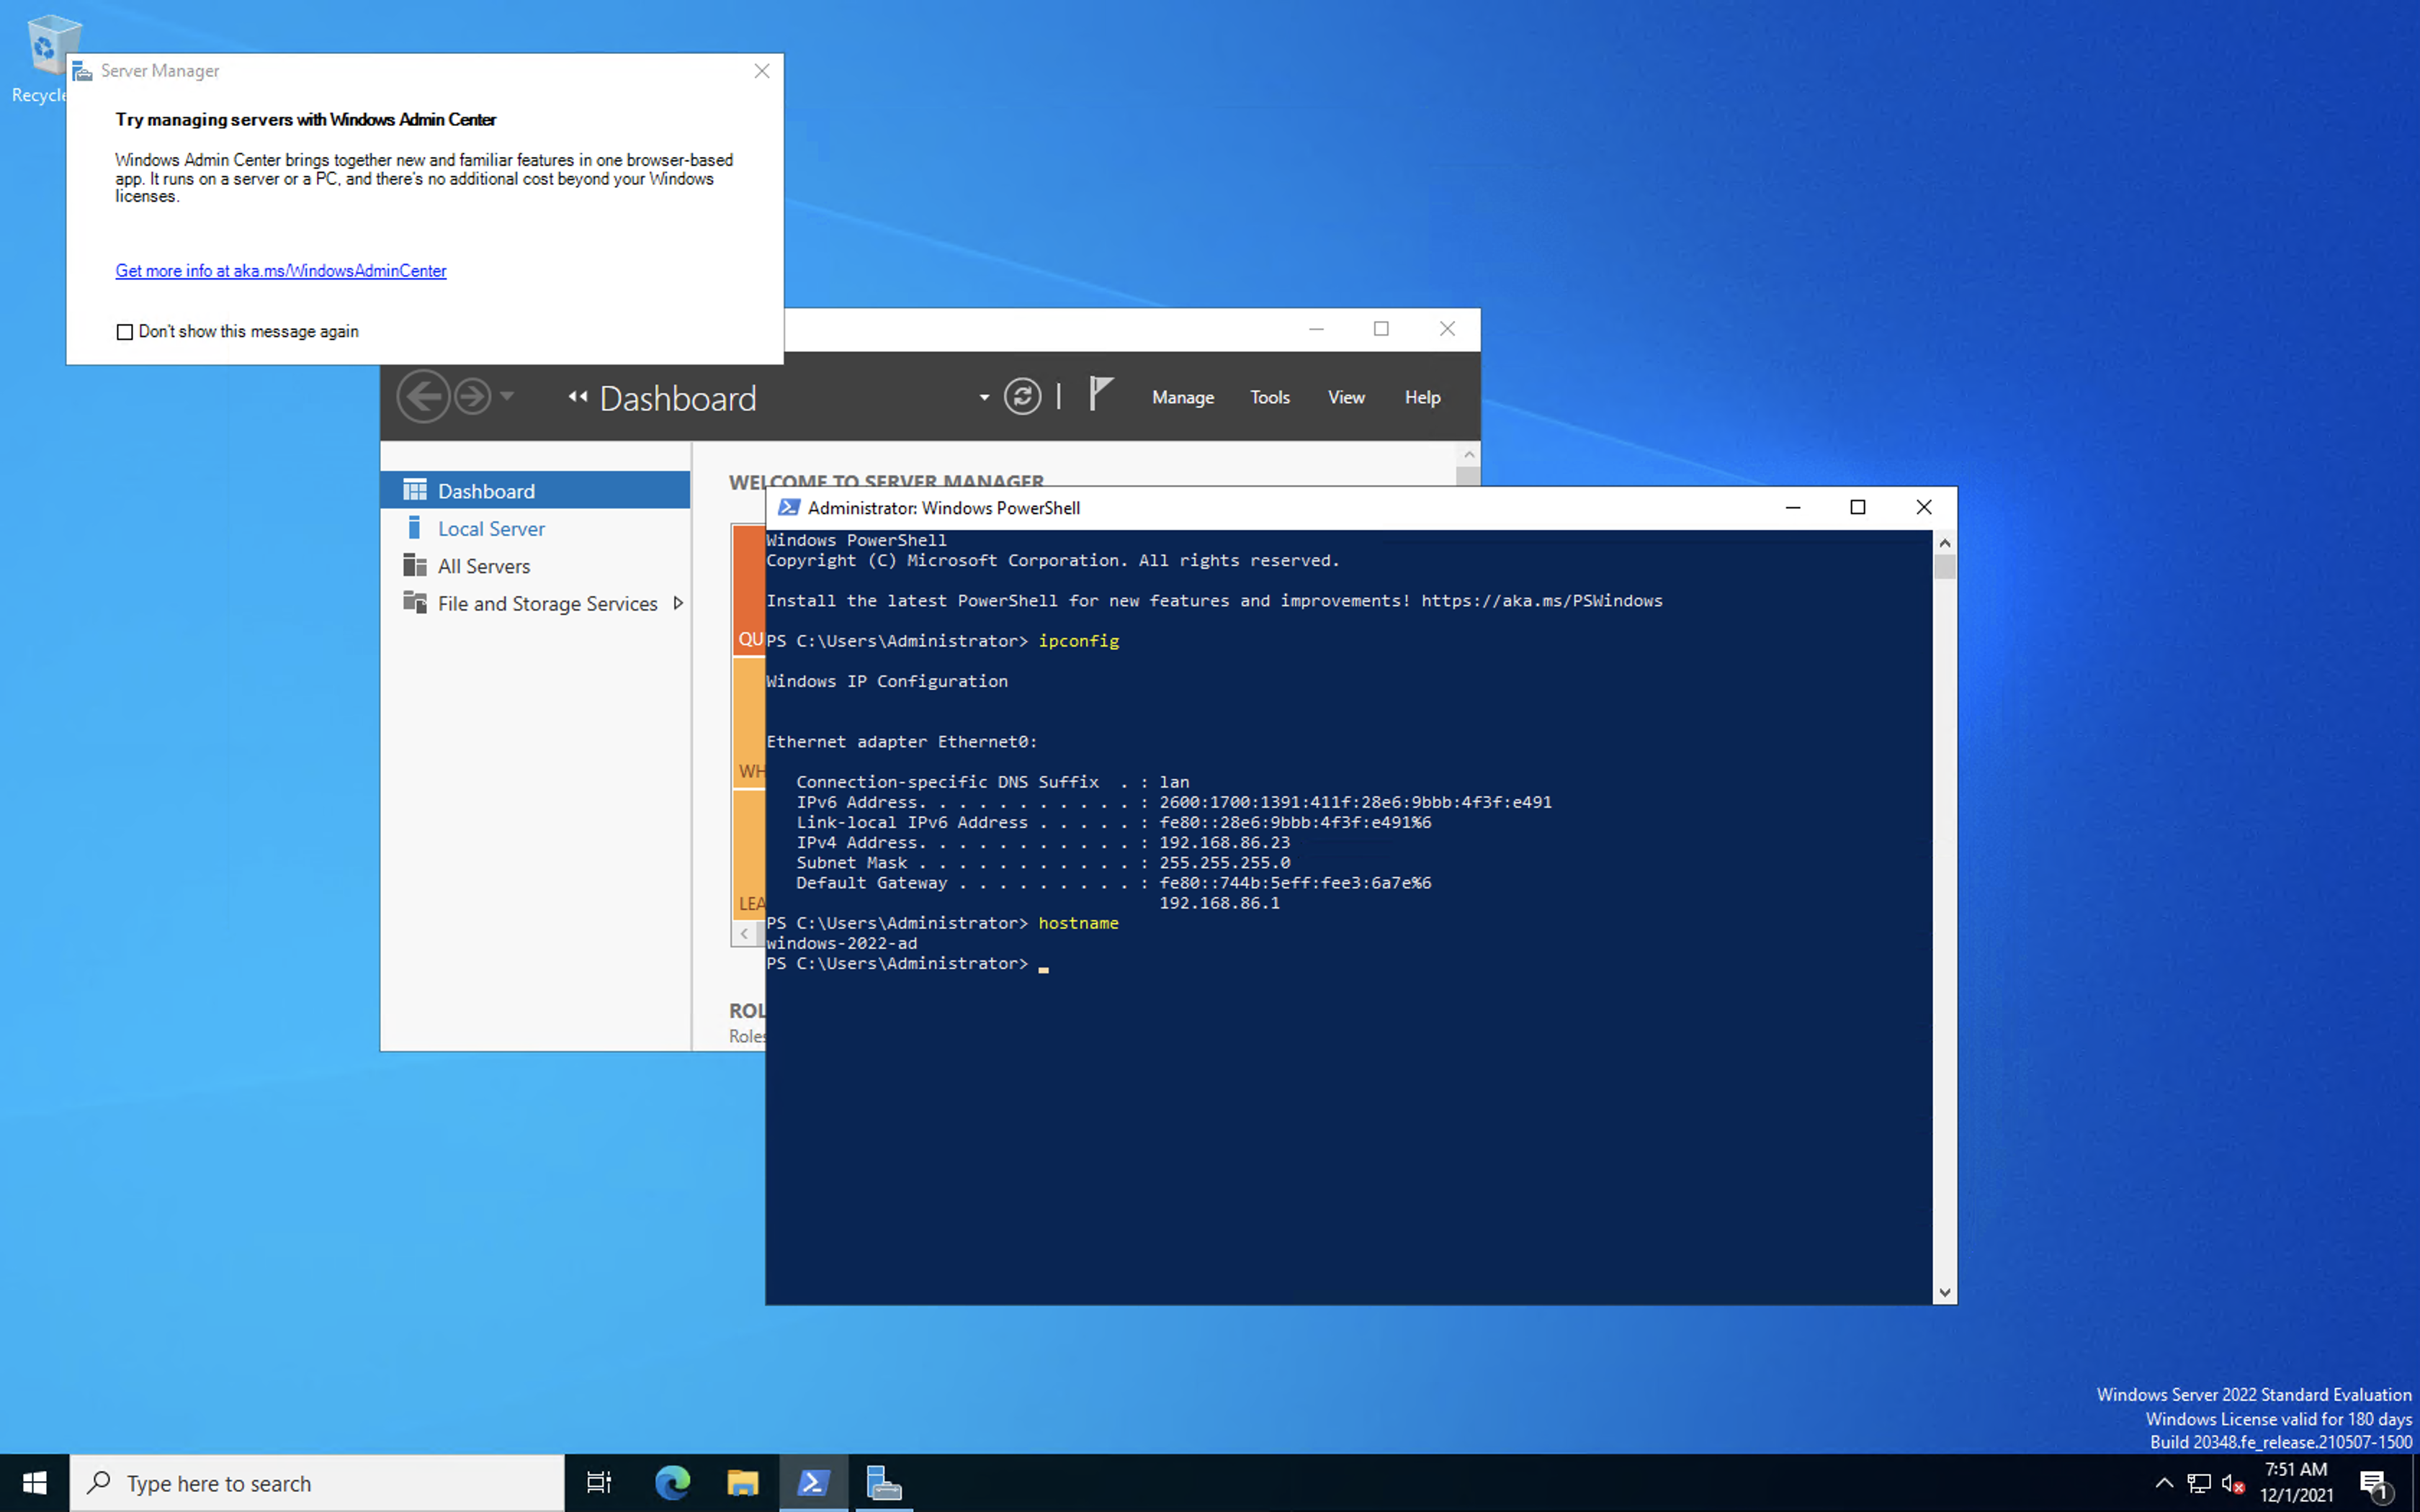 Recycle
Server Manager
Try managing servers with Windows Admin Center
Windows Admin Center brings together new and familiar features in one browser-based
app. It runs on a server or a PC, and there's no additional cost beyond your Windows
licenses.
Get more info at aka.ms/WindowsAdminCenter
Don't show this message again
Dashboard
Manage Tools View Help
Dashboard
Local Server
All Servers
File and Storage Services
WELCOME TO SERVER MANAGER
QU
WH
LEA
ROL
Roles
Administrator: Windows PowerShell
Windows PowerShell
Copyright (C) Microsoft Corporation. All rights reserved.
Install the latest PowerShell for new features and improvements! https://aka.ms/PSWindows
PS C:\Users\Administrator> ipconfig
Windows IP Configuration
Ethernet adapter Ethernet0:
Connection-specific DNS Suffix . : lan
IPv6 Address. . . . . . . . . . . : 2600:1700:1391:411f:28e6:9bbb:4f3f:e491
Link-local IPv6 Address . . . . . : fe80::28e6:9bbb:4f3f:e491%6
IPv4 Address. . . . . . . . . . . : 192.168.86.23
Subnet Mask . . . . . . . . . . . : 255.255.255.0
Default Gateway . . . . . . . . . : fe80::744b:5eff:fee3:6a7e%6
192.168.86.1
PS C:\Users\Administrator> hostname
windows-2022-ad
PS C:\Users\Administrator>
Windows Server 2022 Standard Evaluation
Windows License valid for 180 days
Build 20348.fe_release.210507-1500
Type here to search
7:51 AM
12/1/2021
1